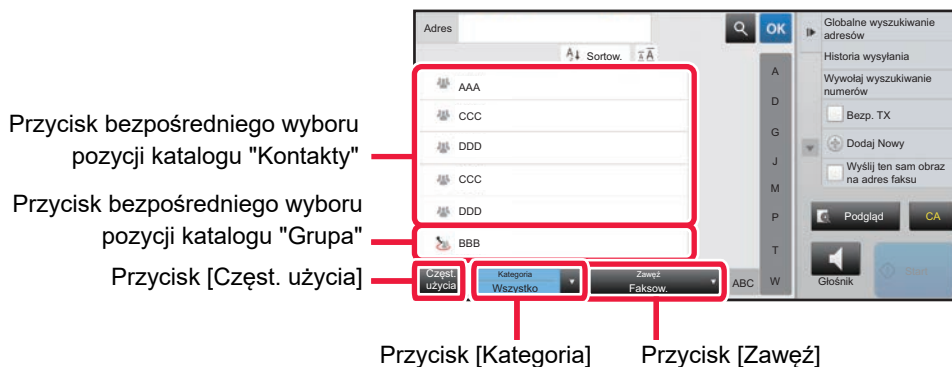 Adres
OK
Sortow.
AAA
CCC
DDD
CCC
DDD
BBB
A
D
G
J
M
P
T
W
ABC
Częst.
użycia
Kategoria
Wszystko
Zawęź
Faksow.
Globalne wyszukiwanie
adresów
Historia wysyłania
Wywołaj wyszukiwanie
numerów
Bezp. TX
Dodaj Nowy
Wyślij ten sam obraz
na adres faksu
Podgląd
CA
Głośnik
Start
Przycisk bezpośredniego wyboru
pozycji katalogu "Kontakty"
Przycisk bezpośredniego wyboru
pozycji katalogu "Grupa"
Przycisk [Częst. użycia]
Przycisk [Kategoria]
Przycisk [Zawęź]